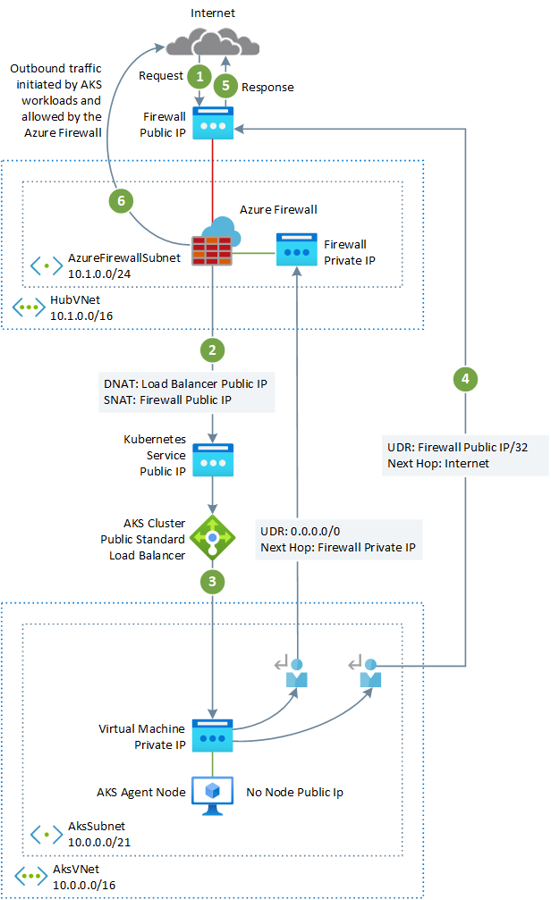 Internet
Outbound traffic
initiated by AKS
workloads and
allowed by the
Azure Firewall
Request
1
5
Response
Firewall
Public IP
6
Azure Firewall
Firewall
Private IP
AzureFirewallSubnet
10.1.0.0/24
HubVNet
10.1.0.0/16
2
4
DNAT: Load Balancer Public IP
SNAT: Firewall Public IP
Kubernetes
Service
Public IP
UDR: Firewall Public IP/32
Next Hop: Internet
AKS Cluster
Public Standard
Load Balancer
UDR: 0.0.0.0/0
Next Hop: Firewall Private IP
3
Virtual Machine
Private IP
AKS Agent Node
No Node Public Ip
AksSubnet
10.0.0.0/21
AksVNet
10.0.0.0/16